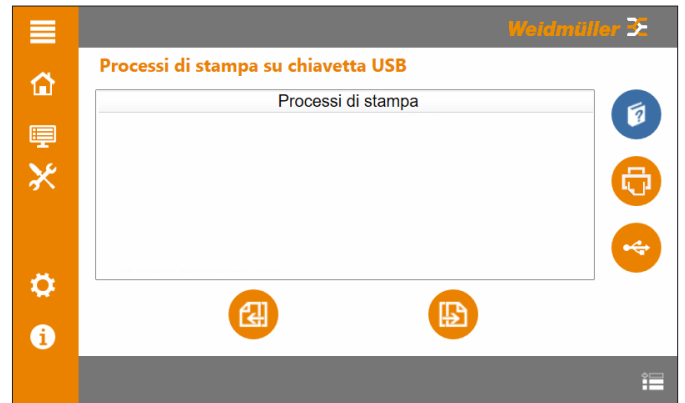 Weidmüller
Processi di stampa su chiavetta USB
Processi di stampa